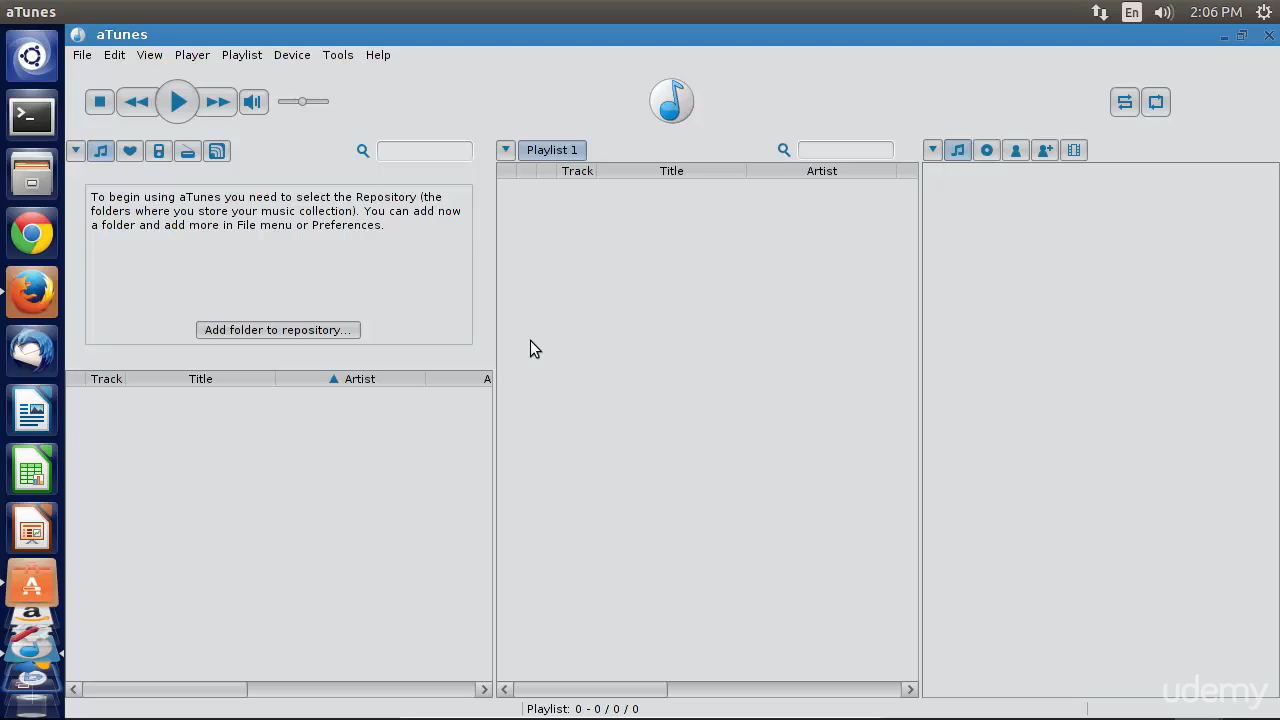 aTunes
En
2:06 PM
aTunes
File Edit View Player Playlist Device Tools Help
Playlist 1
Track Title Artist
To begin using aTunes you need to select the Repository (the
folders where you store your music collection). You can add now
a folder and add more in File menu or Preferences.
Add folder to repository...
Track Title Artist A
Playlist: 0 - 0 / 0 / 0
udemy